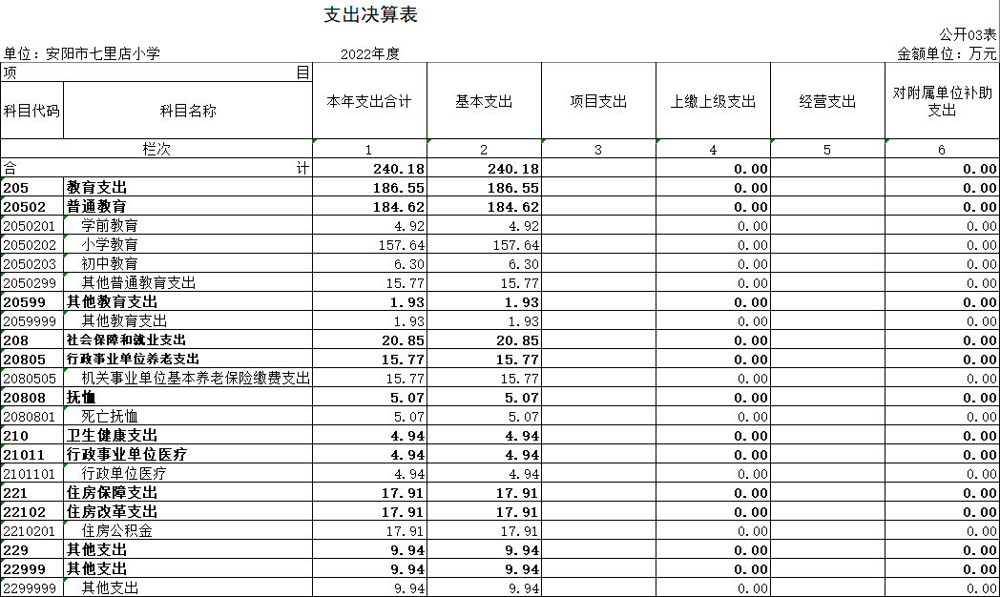 支出决算表
公开03表
单位：安阳市七里店小学 2022年度 金额单位：万元
项 目 本年支出合计 基本支出 项目支出 上缴上级支出 经营支出 对附属单位补助支出
科目代码 科目名称
栏次 1 2 3 4 5 6
合 计 240.18 240.18 0.00 0.00
205 教育支出 186.55 186.55 0.00 0.00
20502 普通教育 184.62 184.62 0.00 0.00
2050201 学前教育 4.92 4.92 0.00 0.00
2050202 小学教育 157.64 157.64 0.00 0.00
2050203 初中教育 6.30 6.30 0.00 0.00
2050299 其他普通教育支出 15.77 15.77 0.00 0.00
20599 其他教育支出 1.93 1.93 0.00 0.00
2059999 其他教育支出 1.93 1.93 0.00 0.00
208 社会保障和就业支出 20.85 20.85 0.00 0.00
20805 行政事业单位养老支出 15.77 15.77 0.00 0.00
2080505 机关事业单位基本养老保险缴费支出 15.77 15.77 0.00 0.00
20808 抚恤 5.07 5.07 0.00 0.00
2080801 死亡抚恤 5.07 5.07 0.00 0.00
210 卫生健康支出 4.94 4.94 0.00 0.00
21011 行政事业单位医疗 4.94 4.94 0.00 0.00
2101101 行政单位医疗 4.94 4.94 0.00 0.00
221 住房保障支出 17.91 17.91 0.00 0.00
22102 住房改革支出 17.91 17.91 0.00 0.00
2210201 住房公积金 17.91 17.91 0.00 0.00
229 其他支出 9.94 9.94 0.00 0.00
22999 其他支出 9.94 9.94 0.00 0.00
2299999 其他支出 9.94 9.94 0.00 0.00